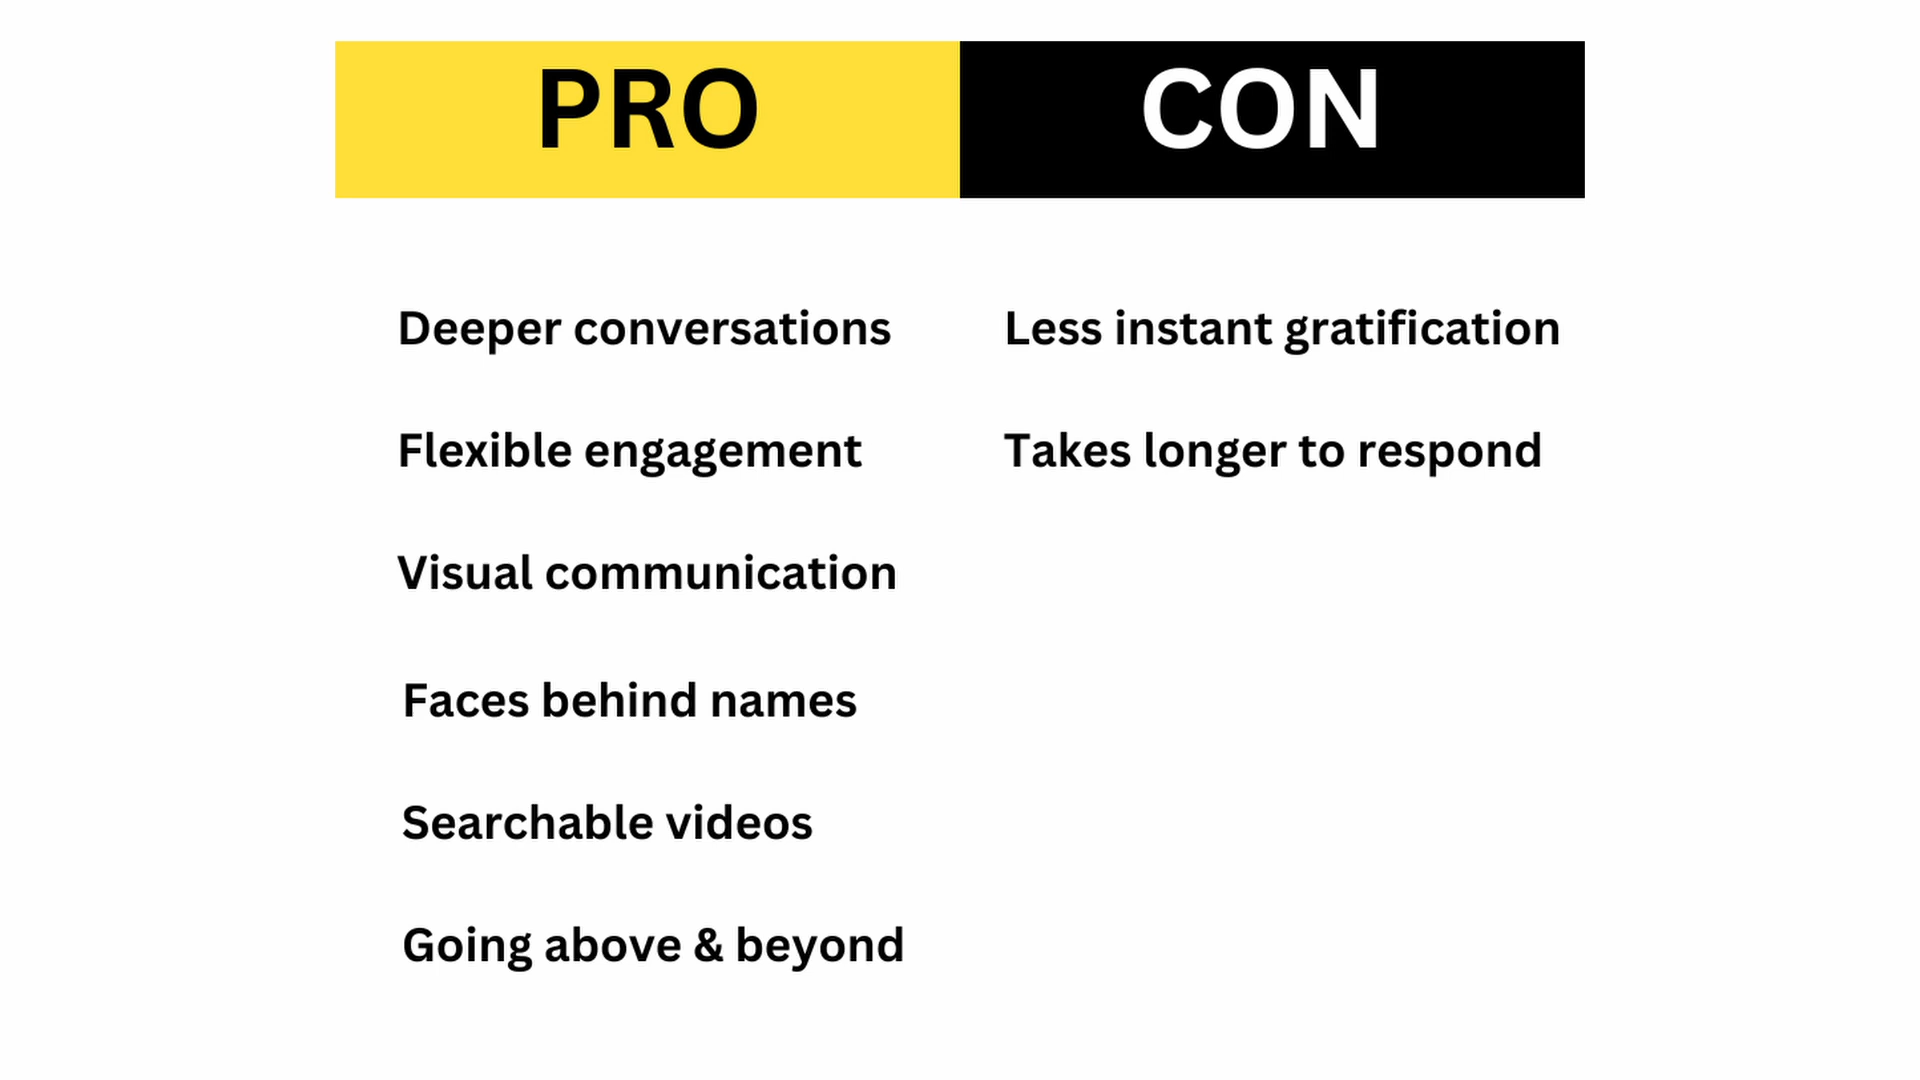 PRO
CON
Deeper conversations
Flexible engagement
Visual communication
Faces behind names
Searchable videos
Going above & beyond
Less instant gratification
Takes longer to respond